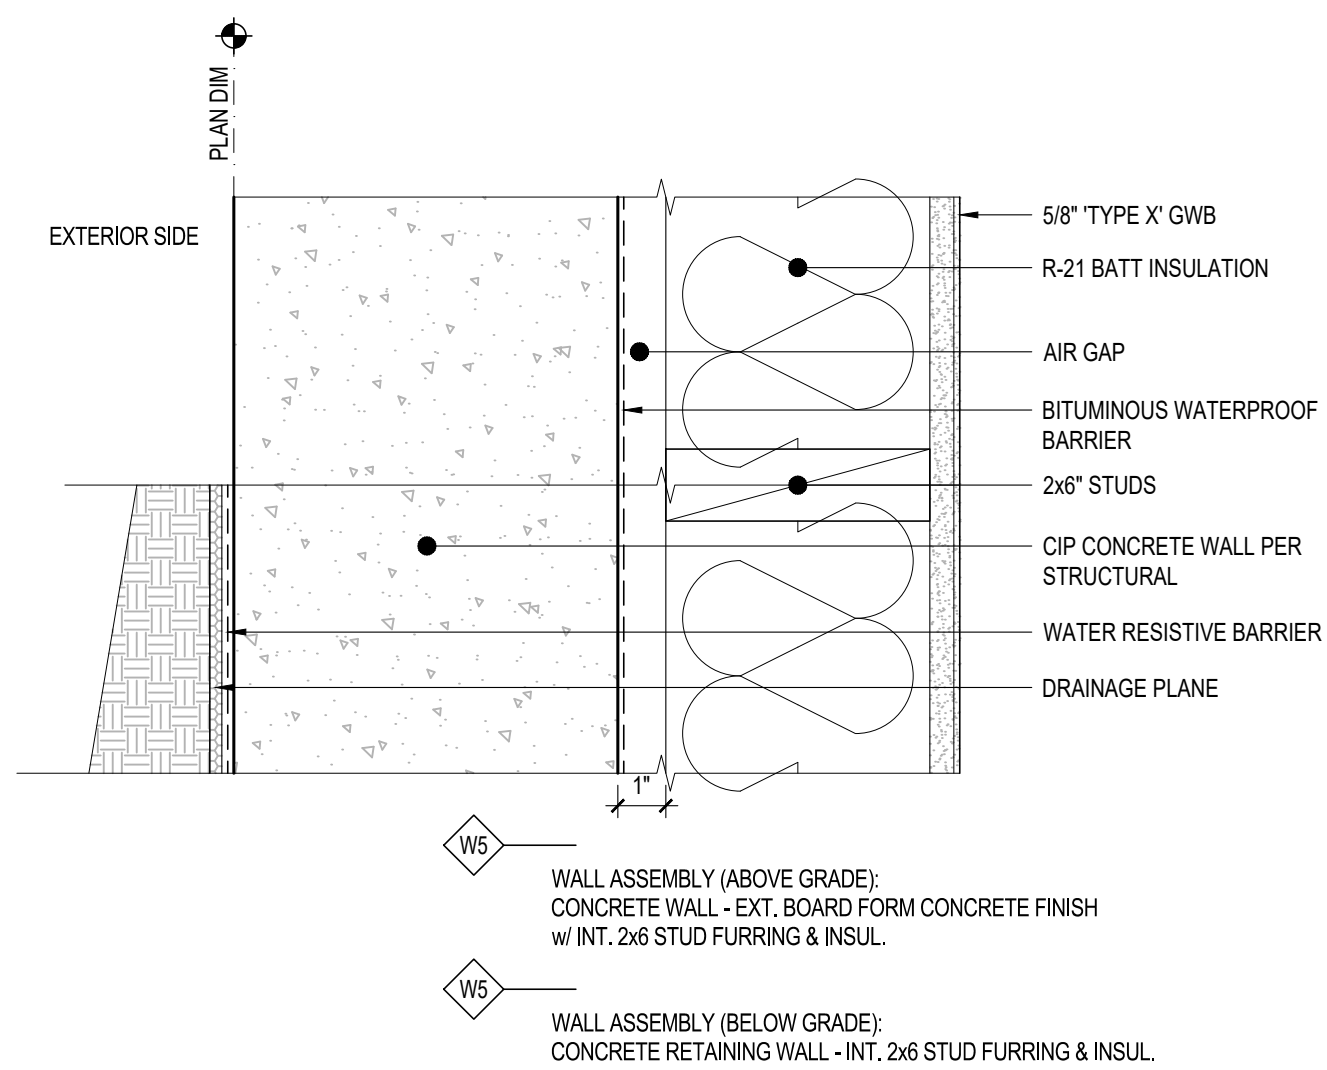 PLAN DIM
EXTERIOR SIDE
5/8" 'TYPE X' GWB
R-21 BATT INSULATION
AIR GAP
BITUMINOUS WATERPROOF
BARRIER
2x6" STUDS
CIP CONCRETE WALL PER
STRUCTURAL
WATER RESISTIVE BARRIER
DRAINAGE PLANE
1"
W5
WALL ASSEMBLY (ABOVE GRADE):
CONCRETE WALL - EXT. BOARD FORM CONCRETE FINISH
w/ INT. 2x6 STUD FURRING & INSUL.
W5
WALL ASSEMBLY (BELOW GRADE):
CONCRETE RETAINING WALL - INT. 2x6 STUD FURRING & INSUL.